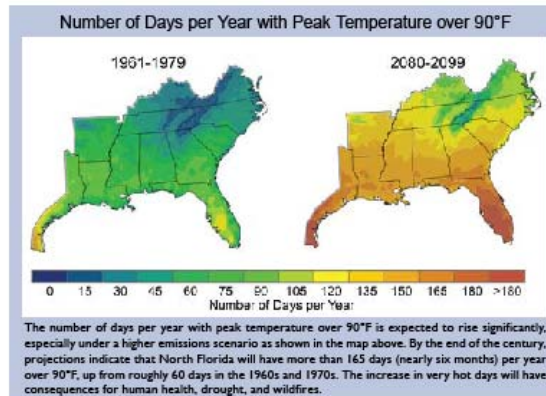 Number of Days per Year with Peak Temperature over 90°F
1961-1979
2080-2099
0 15 30 45 60 75 90 105 120 135 150 165 180 >180
Number of Days per Year
The number of days per year with peak temperature over 90°F is expected to rise significantly,
especially under a higher emissions scenario as shown in the map above. By the end of the century,
projections indicate that North Florida will have more than 165 days (nearly six months) per year
over 90°F, up from roughly 60 days in the 1960s and 1970s. The increase in very hot days will have
consequences for human health, drought, and wildfires.